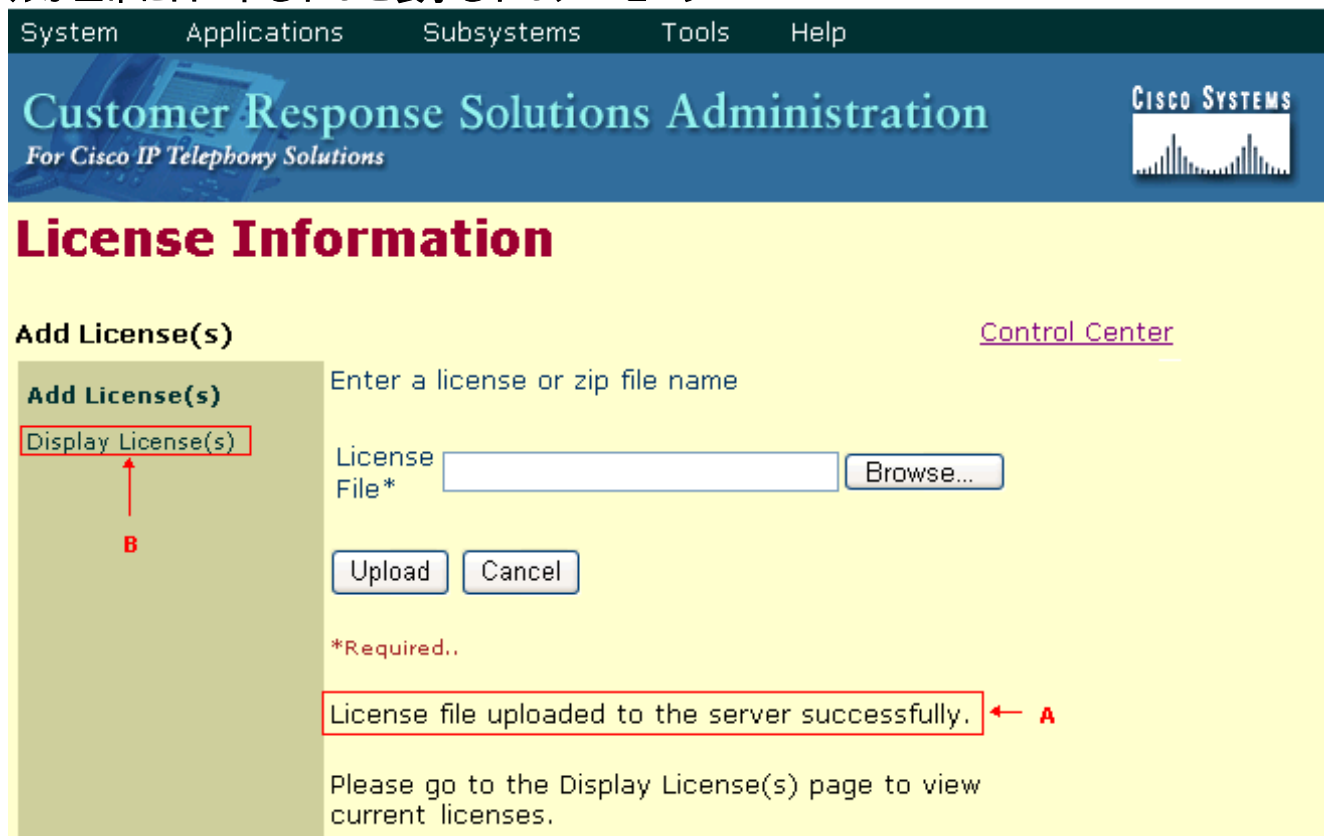 System Applications Subsystems Tools Help
Customer Response Solutions Administration
For Cisco IP Telephony Solutions
CISCO SYSTEMS
License Information
Add License(s)
Control Center
Add License(s)
Display License(s)
B
Enter a license or zip file name
License
File*
Browse...
Upload Cancel
*Required..
License file uploaded to the server successfully.
A
Please go to the Display License(s) page to view
current licenses.